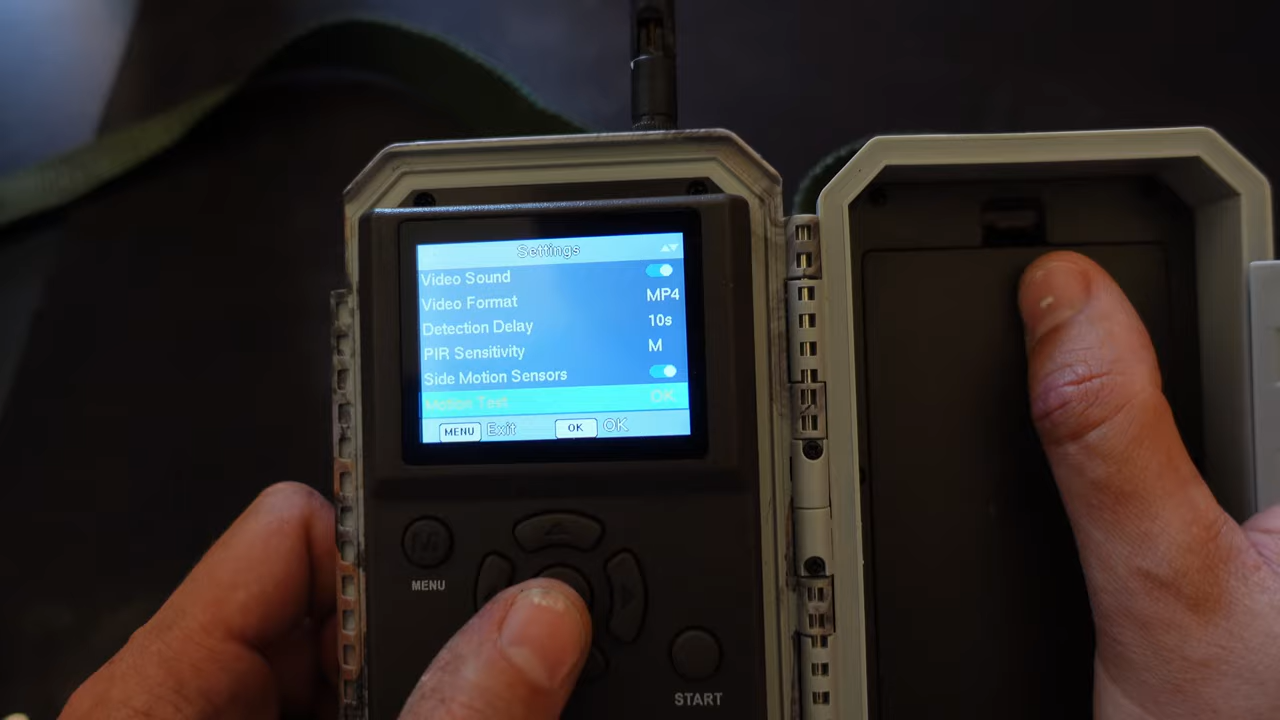 Settings
Video Sound
Video Format MP4
Detection Delay 10s
PIR Sensitivity M
Side Motion Sensors
Motion Test OK
MENU Exit OK OK
M
MENU
START